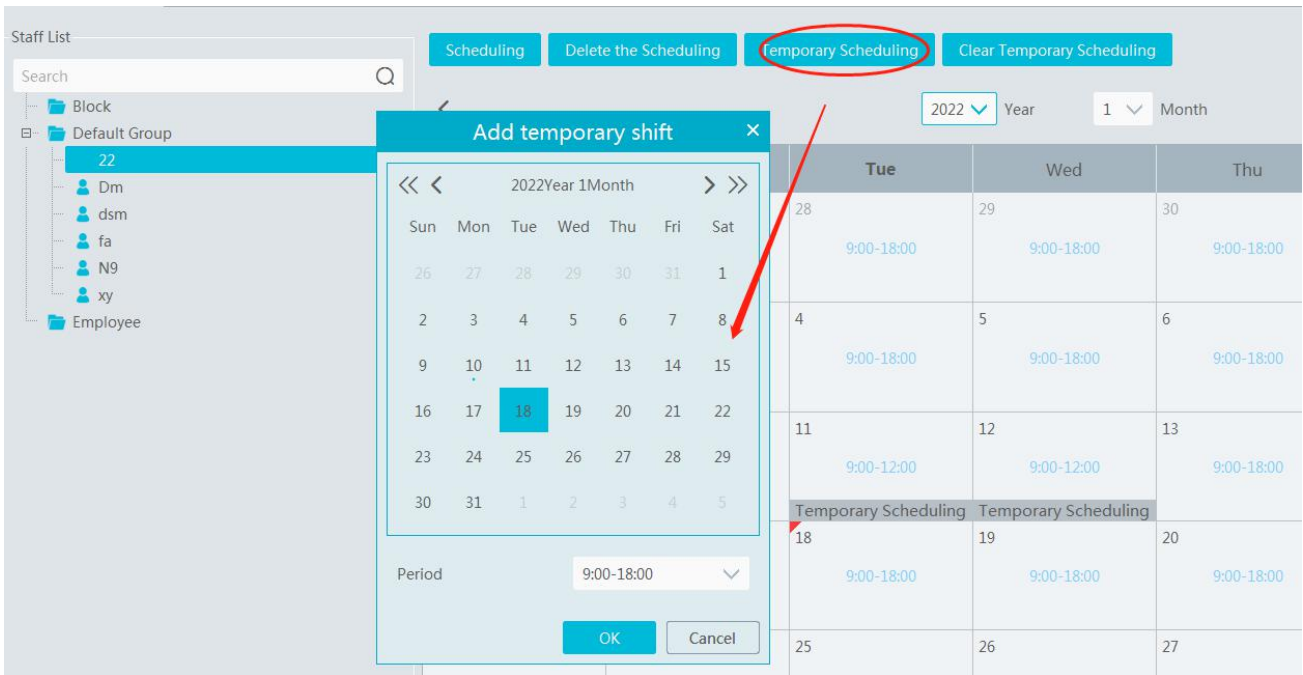 Staff List
Search
Block
Default Group
22
Dm
dsm
fa
N9
xy
Employee
Scheduling Delete the Scheduling Temporary Scheduling Clear Temporary Scheduling
2022 Year 1 Month
Add temporary shift
2022Year 1Month
Sun Mon Tue Wed Thu Fri Sat
26 27 28 29 30 31 1
2 3 4 5 6 7 8
9 10 11 12 13 14 15
16 17 18 19 20 21 22
23 24 25 26 27 28 29
30 31 1 2 3 4 5
Period 9:00-18:00
OK Cancel
Tue Wed Thu
28 29 30
9:00-18:00 9:00-18:00 9:00-18:00
4 5 6
9:00-18:00 9:00-18:00 9:00-18:00
11 12 13
9:00-12:00 9:00-12:00 9:00-18:00
Temporary Scheduling Temporary Scheduling
18 19 20
9:00-18:00 9:00-18:00 9:00-18:00
25 26 27